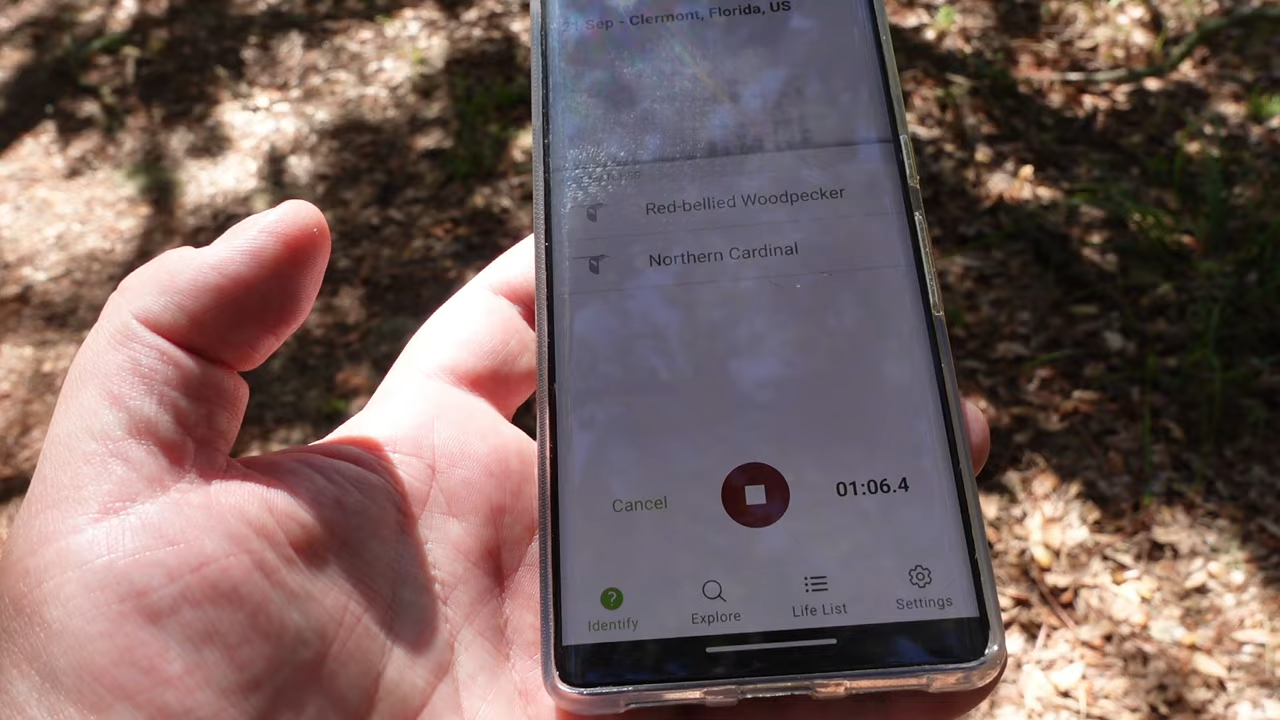 Sep - Clermont, Florida, US
Red-bellied Woodpecker
Northern Cardinal
Cancel
01:06.4
Identify
Explore
Life List
Settings